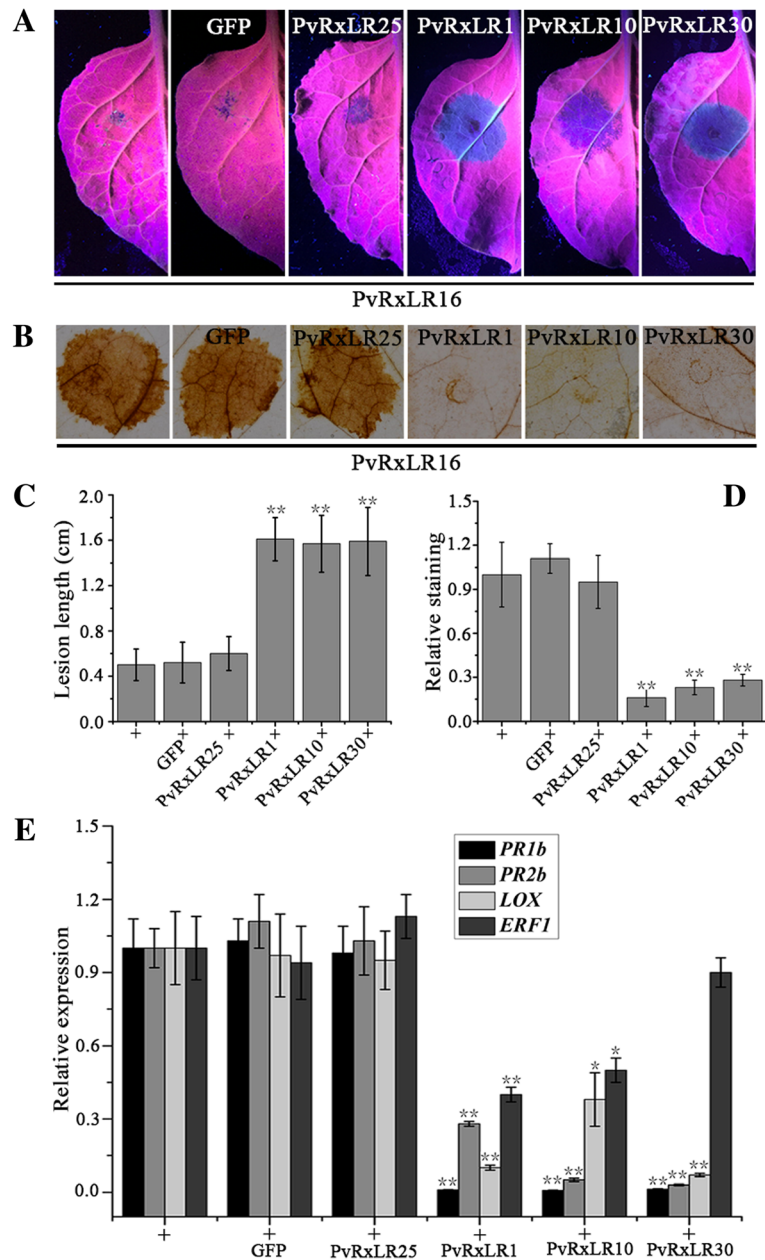 A
GFP PvRxLR25 PvRxLR1 PvRxLR10 PvRxLR30
PvRxLR16
B
GFP PvRxLR25 PvRxLR1 PvRxLR10 PvRxLR30
PvRxLR16
C
Lesion length (cm)
2.0
1.6
1.2
0.8
0.4
0.0
** ** **
+ GFP+ PvRxLR25+ PvRxLR1+ PvRxLR10+ PvRxLR30+
D
Relative staining
1.5
1.2
0.9
0.6
0.3
0.0
** ** **
+ GFP+ PvRxLR25+ PvRxLR1+ PvRxLR10+ PvRxLR30+
E
Relative expression
1.5
1.2
0.9
0.6
0.3
0.0
PR1b
PR2b
LOX
ERF1
** ** ** ** ** ** * * ** ** **
+ + + + + +
GFP PvRxLR25 PvRxLR1 PvRxLR10 PvRxLR30